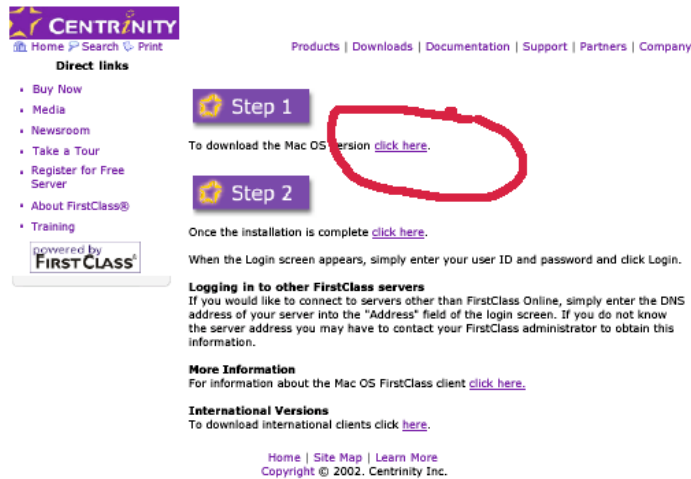 CENTRINITY
Home Search Print
Products | Downloads | Documentation | Support | Partners | Company
Direct links
Buy Now
Media
Newsroom
Take a Tour
Register for Free
Server
About FirstClass®
Training
powered by
FIRSTCLASS®
Step 1
To download the Mac OS version click here.
Step 2
Once the installation is complete click here.
When the Login screen appears, simply enter your user ID and password and click Login.
Logging in to other FirstClass servers
If you would like to connect to servers other than FirstClass Online, simply enter the DNS
address of your server into the "Address" field of the login screen. If you do not know
the server address you may have to contact your FirstClass administrator to obtain this
information.
More Information
For information about the Mac OS FirstClass client click here.
International Versions
To download international clients click here.
Home | Site Map | Learn More
Copyright © 2002. Centrinity Inc.